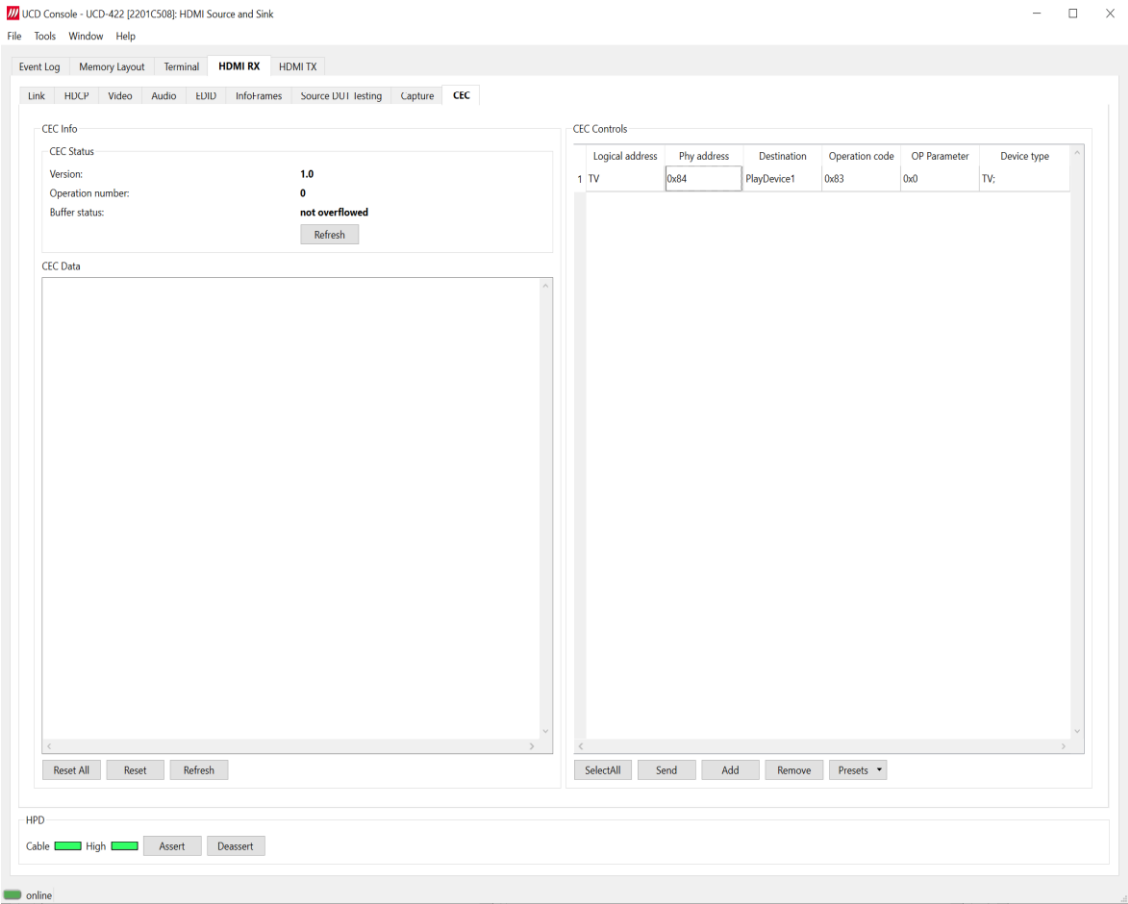 UCD Console - UCD-422 [2201C508]: HDMI Source and Sink
File Tools Window Help
Event Log Memory Layout Terminal HDMI RX HDMI TX
Link HDCP Video Audio EDID InfoFrames Source DUT Testing Capture CEC
CEC Info
CEC Status
Version: 1.0
Operation number: 0
Buffer status: not overflowed
Refresh
CEC Data
Reset All Reset Refresh
CEC Controls
Logical address Phy address Destination Operation code OP Parameter Device type
1 TV 0x84 PlayDevice1 0x83 0x0 TV;
SelectAll Send Add Remove Presets
HPD
Cable High Assert Deassert
online